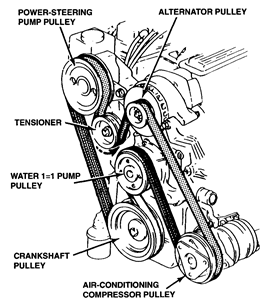 POWER-STEERING
PUMP PULLEY
ALTERNATOR PULLEY
TENSIONER
WATER 1=1 PUMP
PULLEY
CRANKSHAFT
PULLEY
AIR-CONDITIONING
COMPRESSOR PULLEY